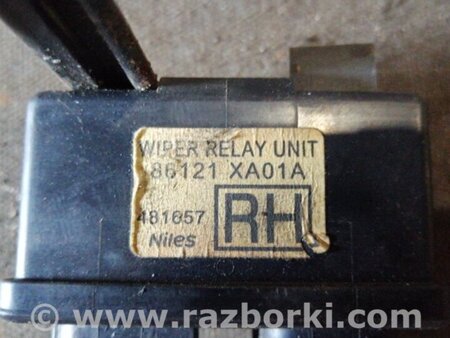 WIPER RELAY UNIT
86121 XA01A
481657
RH
Niles
© www.razborki.com